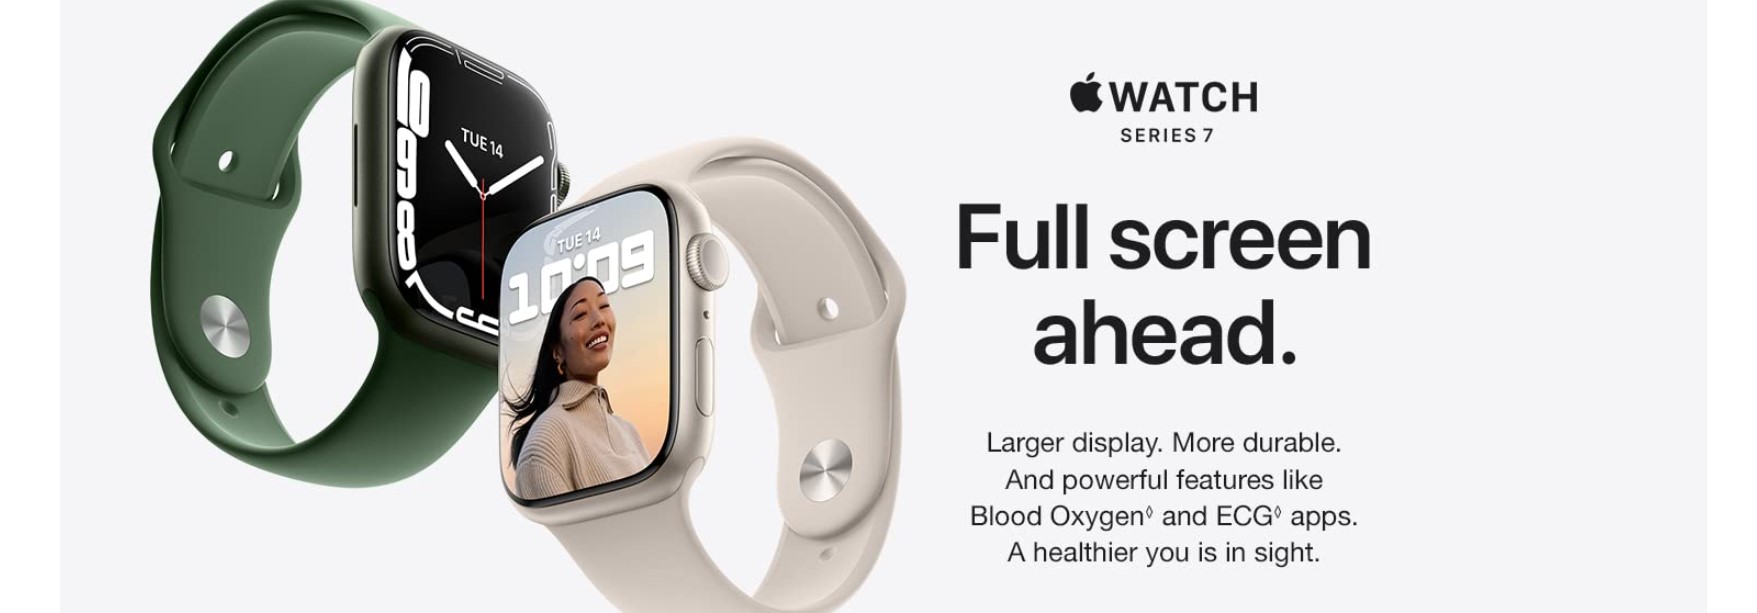 TUE 14
TUE 14
10:09
WATCH
SERIES 7
Full screen
ahead.
Larger display. More durable.
And powerful features like
Blood Oxygen◊ and ECG◊ apps.
A healthier you is in sight.